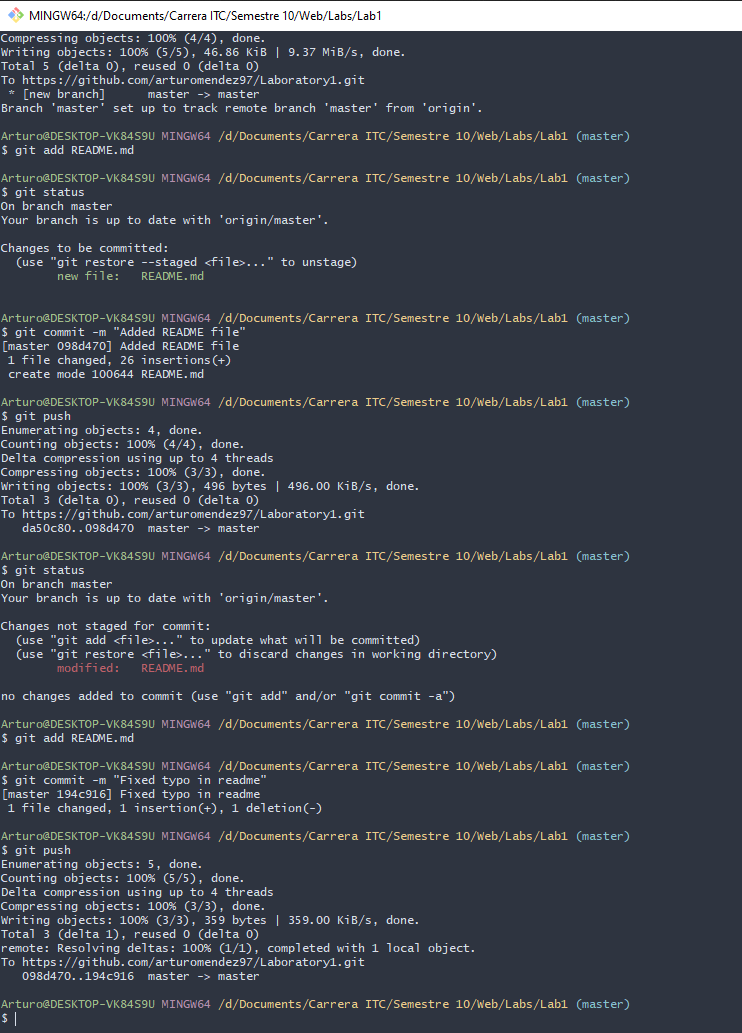 MINGW64:/d/Documents/Carrera ITC/Semestre 10/Web/Labs/Lab1
Compressing objects: 100% (4/4), done.
Writing objects: 100% (5/5), 46.86 KiB | 9.37 MiB/s, done.
Total 5 (delta 0), reused 0 (delta 0)
To https://github.com/arturomendez97/Laboratory1.git
 * [new branch]      master -> master
Branch 'master' set up to track remote branch 'master' from 'origin'.

Arturo@DESKTOP-VK84S9U MINGW64 /d/Documents/Carrera ITC/Semestre 10/Web/Labs/Lab1 (master)
$ git add README.md

Arturo@DESKTOP-VK84S9U MINGW64 /d/Documents/Carrera ITC/Semestre 10/Web/Labs/Lab1 (master)
$ git status
On branch master
Your branch is up to date with 'origin/master'.

Changes to be committed:
  (use "git restore --staged <file>..." to unstage)
        new file:   README.md


Arturo@DESKTOP-VK84S9U MINGW64 /d/Documents/Carrera ITC/Semestre 10/Web/Labs/Lab1 (master)
$ git commit -m "Added README file"
[master 098d470] Added README file
 1 file changed, 26 insertions(+)
 create mode 100644 README.md

Arturo@DESKTOP-VK84S9U MINGW64 /d/Documents/Carrera ITC/Semestre 10/Web/Labs/Lab1 (master)
$ git push
Enumerating objects: 4, done.
Counting objects: 100% (4/4), done.
Delta compression using up to 4 threads
Compressing objects: 100% (3/3), done.
Writing objects: 100% (3/3), 496 bytes | 496.00 KiB/s, done.
Total 3 (delta 0), reused 0 (delta 0)
To https://github.com/arturomendez97/Laboratory1.git
   da50c80..098d470  master -> master

Arturo@DESKTOP-VK84S9U MINGW64 /d/Documents/Carrera ITC/Semestre 10/Web/Labs/Lab1 (master)
$ git status
On branch master
Your branch is up to date with 'origin/master'.

Changes not staged for commit:
  (use "git add <file>..." to update what will be committed)
  (use "git restore <file>..." to discard changes in working directory)
        modified:   README.md

no changes added to commit (use "git add" and/or "git commit -a")

Arturo@DESKTOP-VK84S9U MINGW64 /d/Documents/Carrera ITC/Semestre 10/Web/Labs/Lab1 (master)
$ git add README.md

Arturo@DESKTOP-VK84S9U MINGW64 /d/Documents/Carrera ITC/Semestre 10/Web/Labs/Lab1 (master)
$ git commit -m "Fixed typo in readme"
[master 194c916] Fixed typo in readme
 1 file changed, 1 insertion(+), 1 deletion(-)

Arturo@DESKTOP-VK84S9U MINGW64 /d/Documents/Carrera ITC/Semestre 10/Web/Labs/Lab1 (master)
$ git push
Enumerating objects: 5, done.
Counting objects: 100% (5/5), done.
Delta compression using up to 4 threads
Compressing objects: 100% (3/3), done.
Writing objects: 100% (3/3), 359 bytes | 359.00 KiB/s, done.
Total 3 (delta 1), reused 0 (delta 0)
remote: Resolving deltas: 100% (1/1), completed with 1 local object.
To https://github.com/arturomendez97/Laboratory1.git
   098d470..194c916  master -> master

Arturo@DESKTOP-VK84S9U MINGW64 /d/Documents/Carrera ITC/Semestre 10/Web/Labs/Lab1 (master)
$